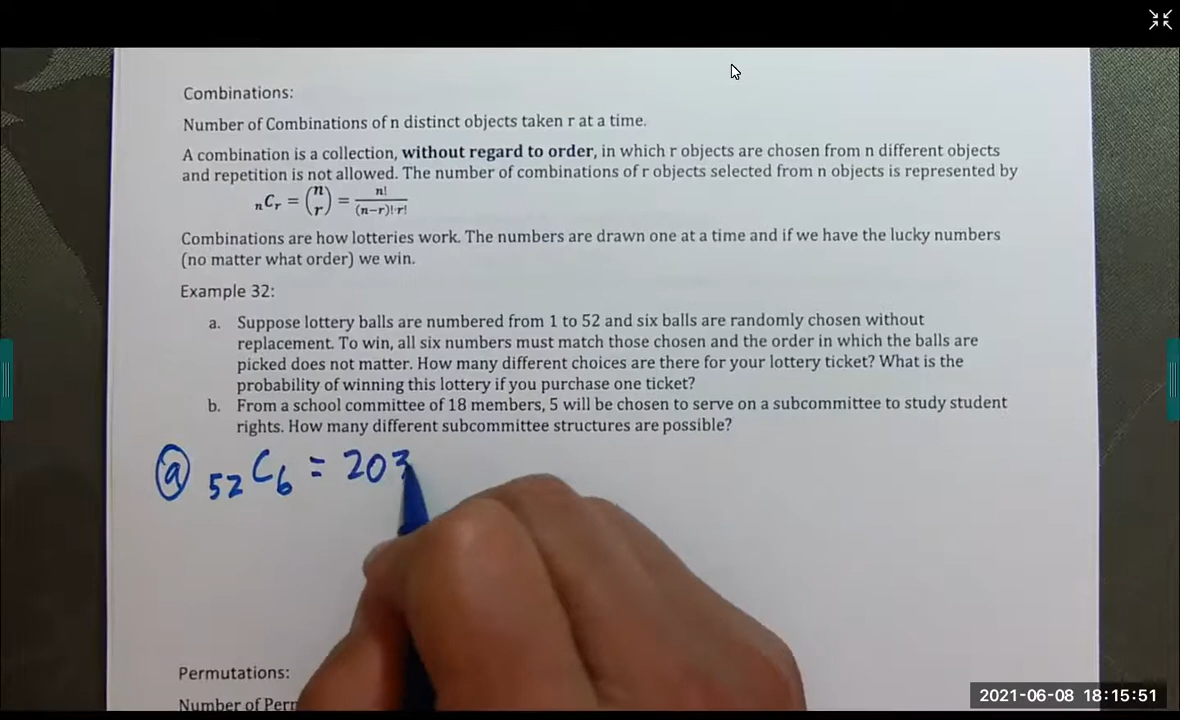 Combinations:
Number of Combinations of n distinct objects taken r at a time.
A combination is a collection, without regard to order, in which r objects are chosen from n different objects
and repetition is not allowed. The number of combinations of r objects selected from n objects is represented by
ₙCᵣ = (n r) = n! / (n−r)!·r!
Combinations are how lotteries work. The numbers are drawn one at a time and if we have the lucky numbers
(no matter what order) we win.
Example 32:
a. Suppose lottery balls are numbered from 1 to 52 and six balls are randomly chosen without
replacement. To win, all six numbers must match those chosen and the order in which the balls are
picked does not matter. How many different choices are there for your lottery ticket? What is the
probability of winning this lottery if you purchase one ticket?
b. From a school committee of 18 members, 5 will be chosen to serve on a subcommittee to study student
rights. How many different subcommittee structures are possible?
ⓐ ₅₂C₆ = 203
Permutations:
Number of Perm
2021-06-08 18:15:51